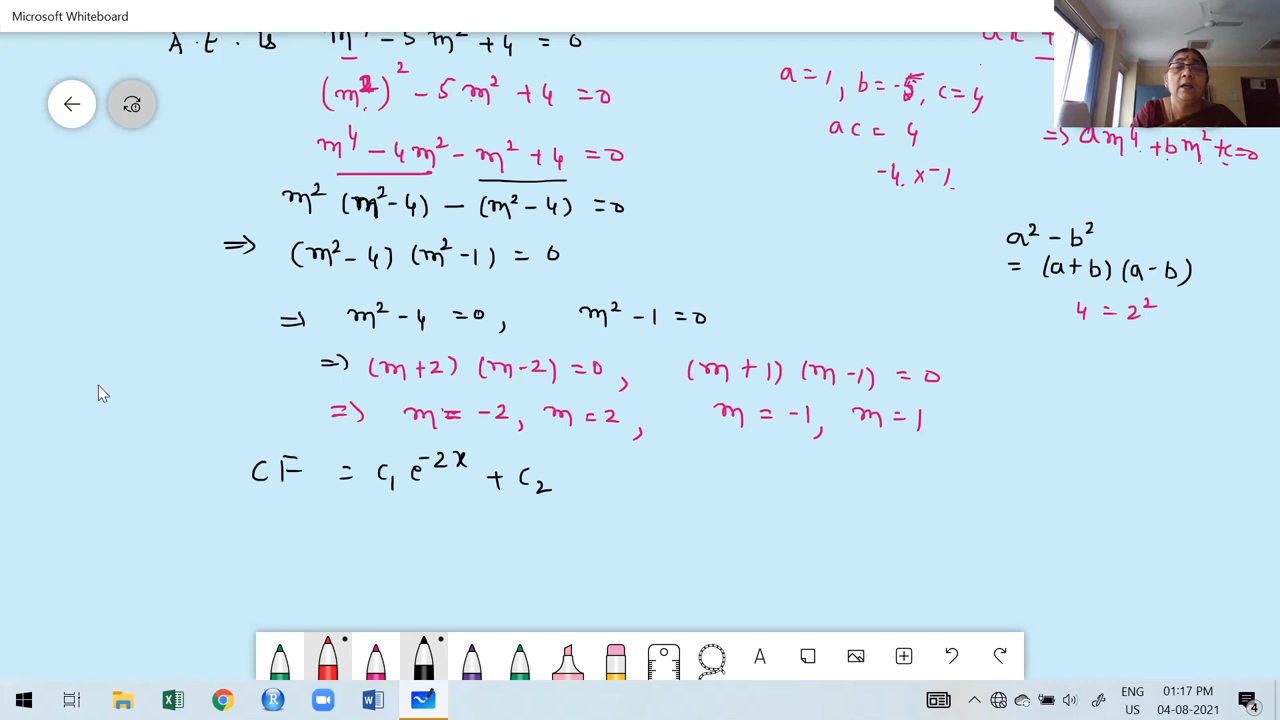 Microsoft Whiteboard
A.E. is m⁴ - 5m² + 4 = 0
(m²)² - 5m² + 4 = 0
m⁴ - 4m² - m² + 4 = 0
m² (m² - 4) - (m² - 4) = 0
⇒ (m² - 4) (m² - 1) = 0
⇒ m² - 4 = 0, m² - 1 = 0
⇒ (m + 2) (m - 2) = 0, (m + 1) (m - 1) = 0
⇒ m = -2, m = 2, m = -1, m = 1
CF = c₁ e⁻²ˣ + c₂
a = 1, b = -5, c = 4
ac = 4
-4 x -1
⇒ am⁴ + bm² + c = 0
a² - b²
= (a + b) (a - b)
4 = 2²
A
ENG
US
01:17 PM
04-08-2021
4